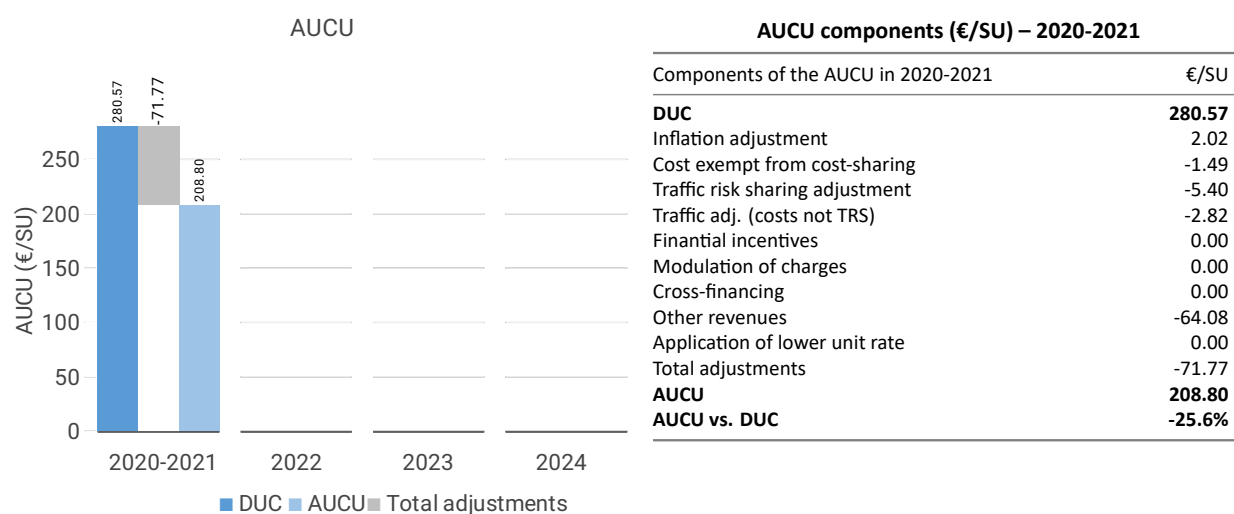 AUCU
280.57
-71.77
208.80
AUCU (€/SU)
250
200
150
100
50
0
2020-2021
2022
2023
2024
DUC
AUCU
Total adjustments
AUCU components (€/SU) – 2020-2021
Components of the AUCU in 2020-2021 €/SU
DUC 280.57
Inflation adjustment 2.02
Cost exempt from cost-sharing -1.49
Traffic risk sharing adjustment -5.40
Traffic adj. (costs not TRS) -2.82
Finantial incentives 0.00
Modulation of charges 0.00
Cross-financing 0.00
Other revenues -64.08
Application of lower unit rate 0.00
Total adjustments -71.77
AUCU 208.80
AUCU vs. DUC -25.6%